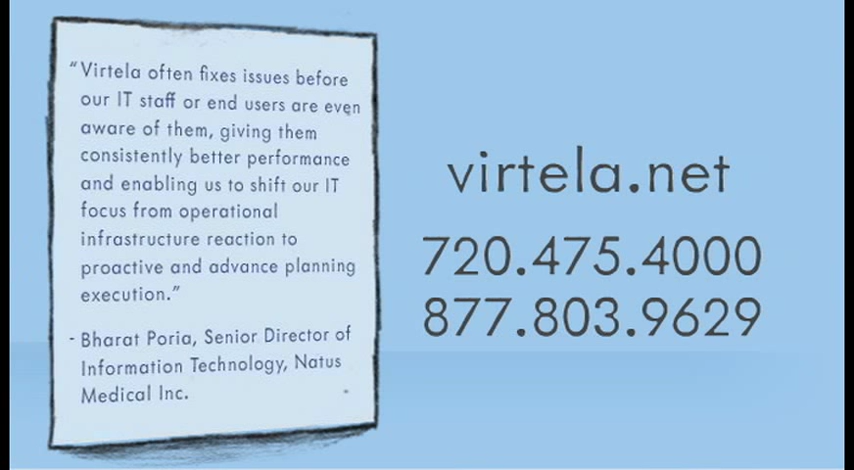 “Virtela often fixes issues before
our IT staff or end users are even
aware of them, giving them
consistently better performance
and enabling us to shift our IT
focus from operational
infrastructure reaction to
proactive and advance planning
execution.”
- Bharat Poria, Senior Director of
Information Technology, Natus
Medical Inc.
virtela.net
720.475.4000
877.803.9629